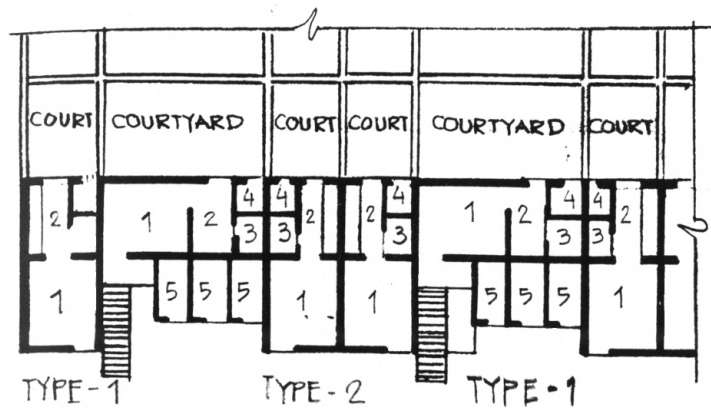 COURT COURTYARD COURT COURT COURTYARD COURT
4 4 4 4 4
2 1 2 2 2 1 2 2
3 3 3 3 3
1 5 5 5 1 1 5 5 5 1
TYPE-1 TYPE-2 TYPE-1